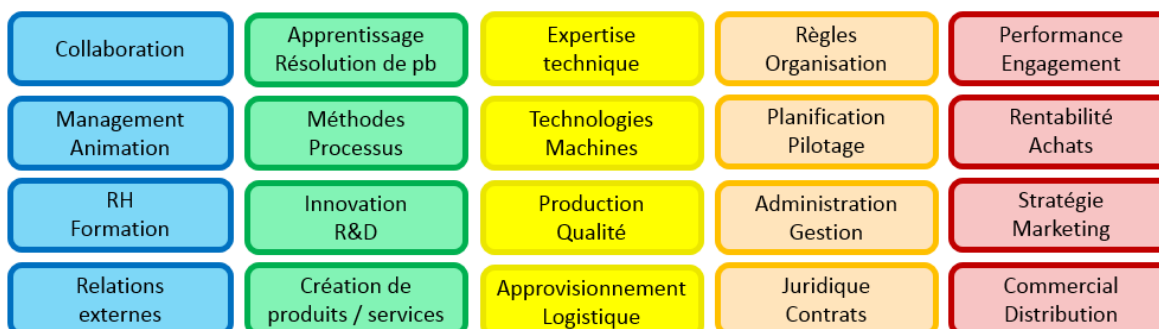 Collaboration
Apprentissage
Résolution de pb
Expertise
technique
Règles
Organisation
Performance
Engagement
Management
Animation
Méthodes
Processus
Technologies
Machines
Planification
Pilotage
Rentabilité
Achats
RH
Formation
Innovation
R&D
Production
Qualité
Administration
Gestion
Stratégie
Marketing
Relations
externes
Création de
produits / services
Approvisionnement
Logistique
Juridique
Contrats
Commercial
Distribution